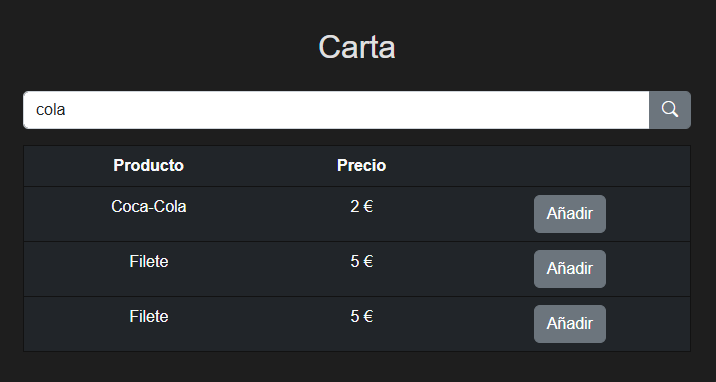 Carta
cola
Producto Precio
Coca-Cola 2 € Añadir
Filete 5 € Añadir
Filete 5 € Añadir